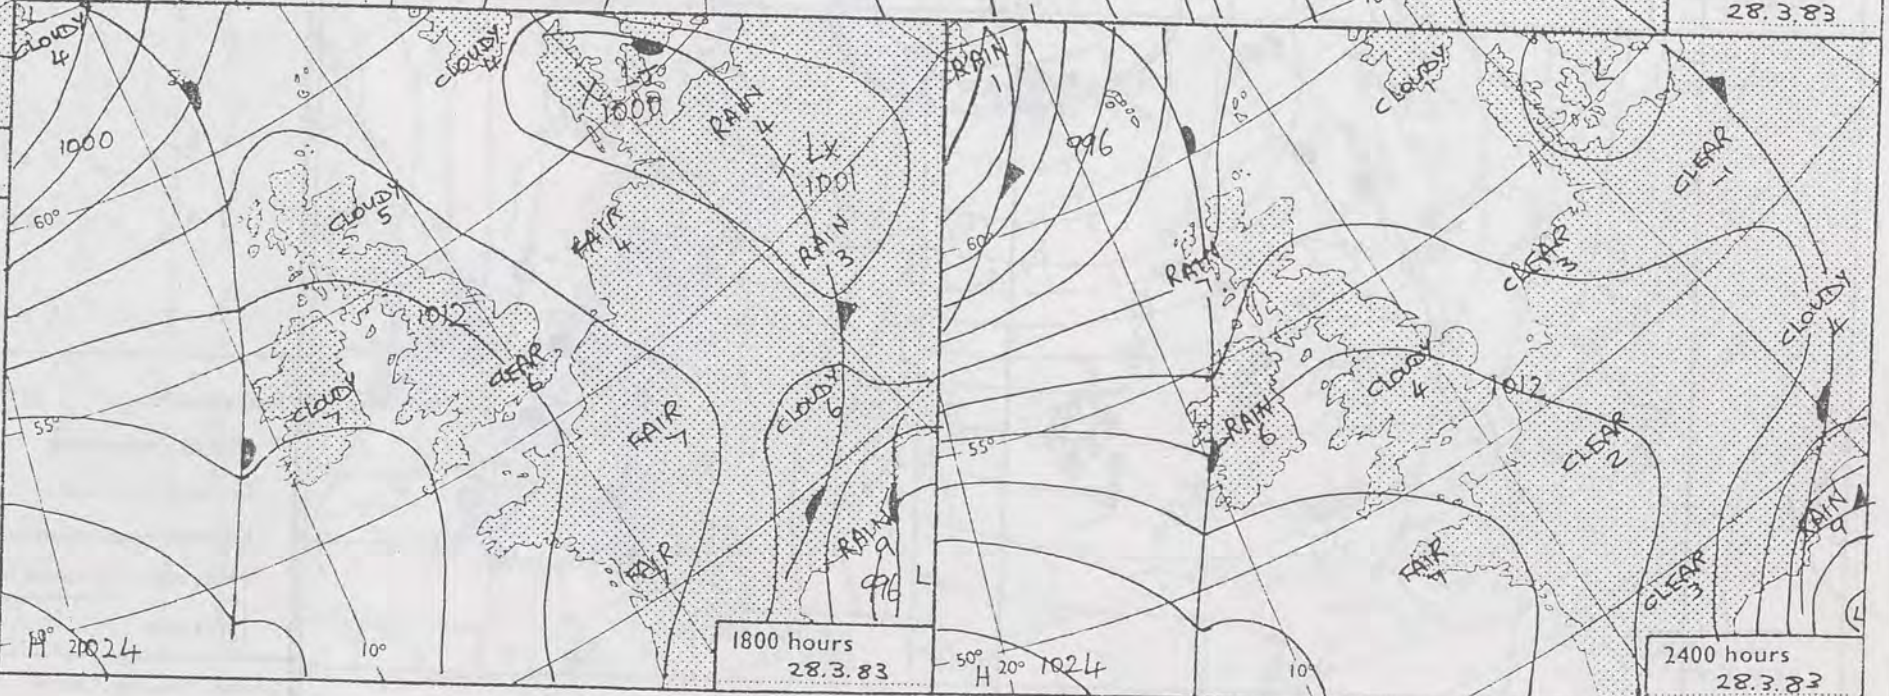 28.3.83
CLOUDY
4
1000
60°
55°
CLOUDY
5
CLOUDY
4
L
1000
RAIN
4
Lx
1001
RAIN
3
FAIR
4
1012
CLEAR
6
CLOUDY
7
FAIR
7
CLOUDY
6
RAIN
9
996
L
FAIR
H
1024
10°
1800 hours
28.3.83
RAIN
1
996
60°
55°
RAIN
7
RAIN
6
CLOUDY
L
CLEAR
-1
CLEAR
3
CLOUDY
4
CLOUDY
4
1012
CLEAR
2
RAIN
9
FAIR
7
CLEAR
3
L
50°
H
20°
1024
10°
2400 hours
28.3.83